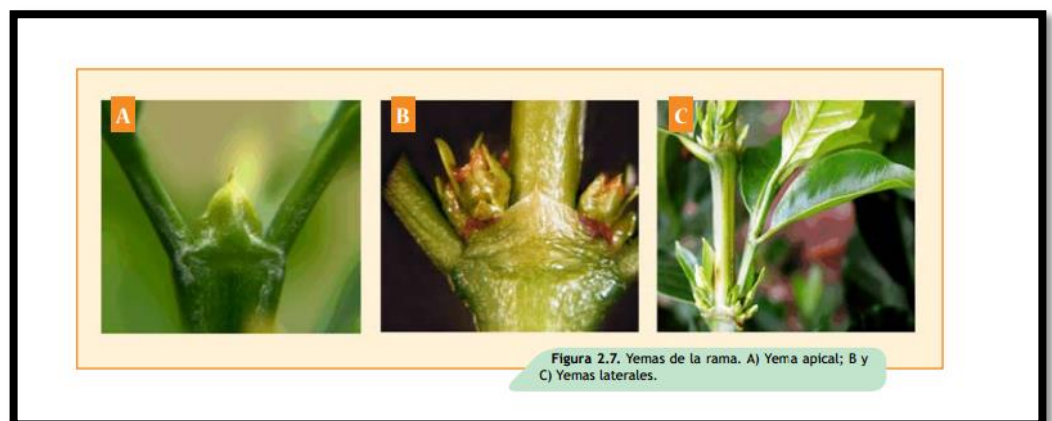 A
B
C
Figura 2.7. Yemas de la rama. A) Yema apical; B y
C) Yemas laterales.